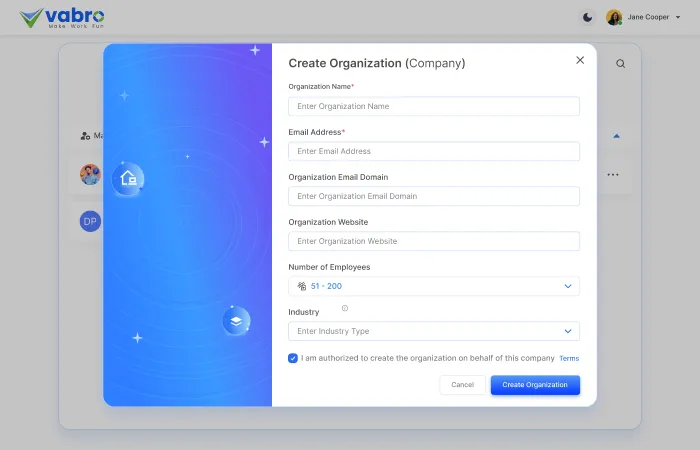 vabro
Make Work Fun
Jane Cooper
Create Organization (Company)
Organization Name*
Enter Organization Name
Email Address*
Enter Email Address
Organization Email Domain
Enter Organization Email Domain
Organization Website
Enter Organization Website
Number of Employees
51 - 200
Industry
Enter Industry Type
I am authorized to create the organization on behalf of this company Terms
Cancel
Create Organization
Ma
DP